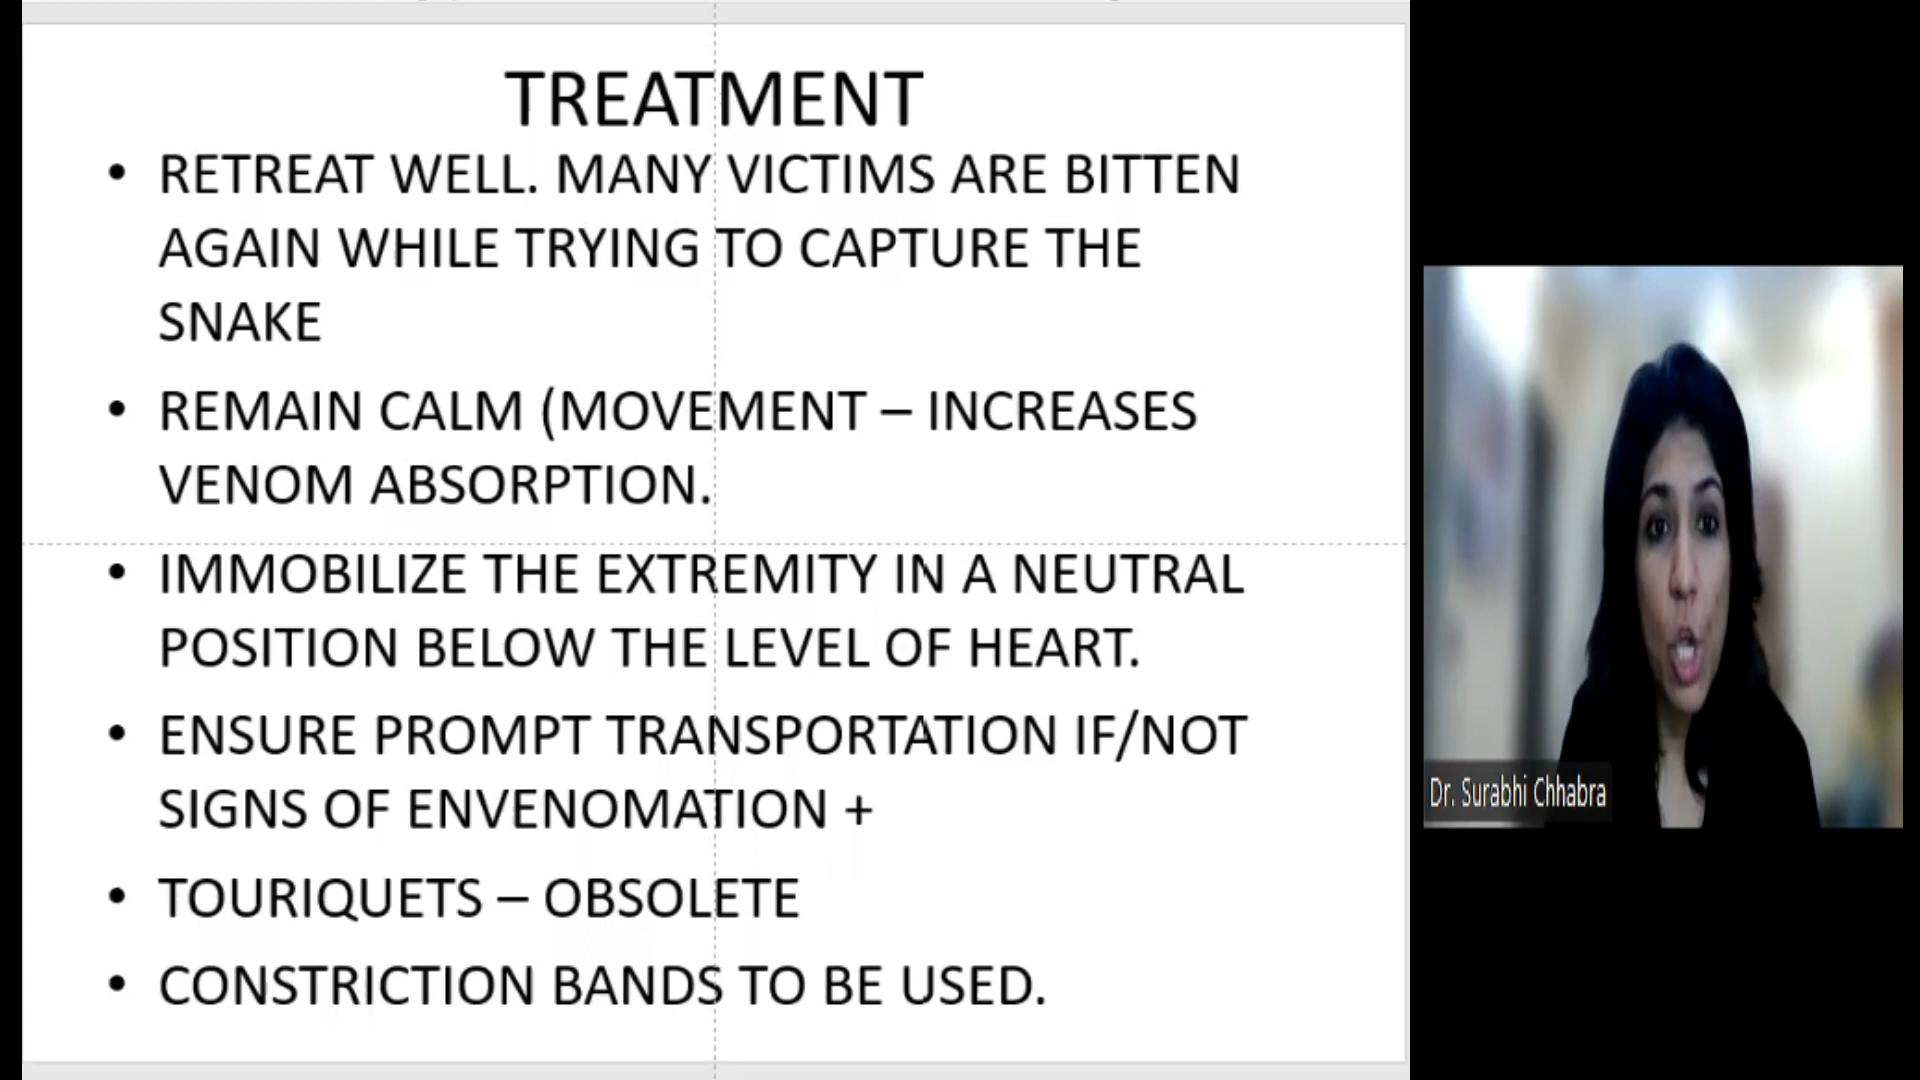 TREATMENT
• RETREAT WELL. MANY VICTIMS ARE BITTEN
AGAIN WHILE TRYING TO CAPTURE THE
SNAKE
• REMAIN CALM (MOVEMENT – INCREASES
VENOM ABSORPTION.
• IMMOBILIZE THE EXTREMITY IN A NEUTRAL
POSITION BELOW THE LEVEL OF HEART.
• ENSURE PROMPT TRANSPORTATION IF/NOT
SIGNS OF ENVENOMATION +
• TOURIQUETS – OBSOLETE
• CONSTRICTION BANDS TO BE USED.
Dr. Surabhi Chhabra